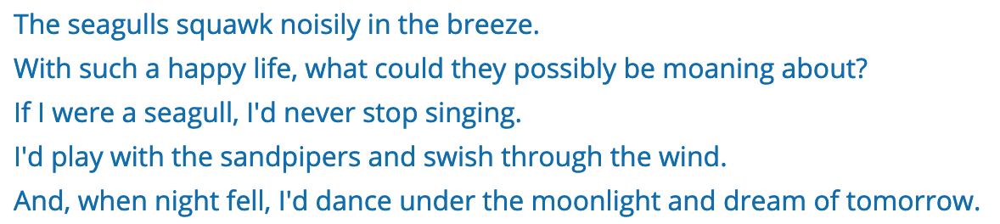 The seagulls squawk noisily in the breeze.
With such a happy life, what could they possibly be moaning about?
If I were a seagull, I'd never stop singing.
I'd play with the sandpipers and swish through the wind.
And, when night fell, I'd dance under the moonlight and dream of tomorrow.